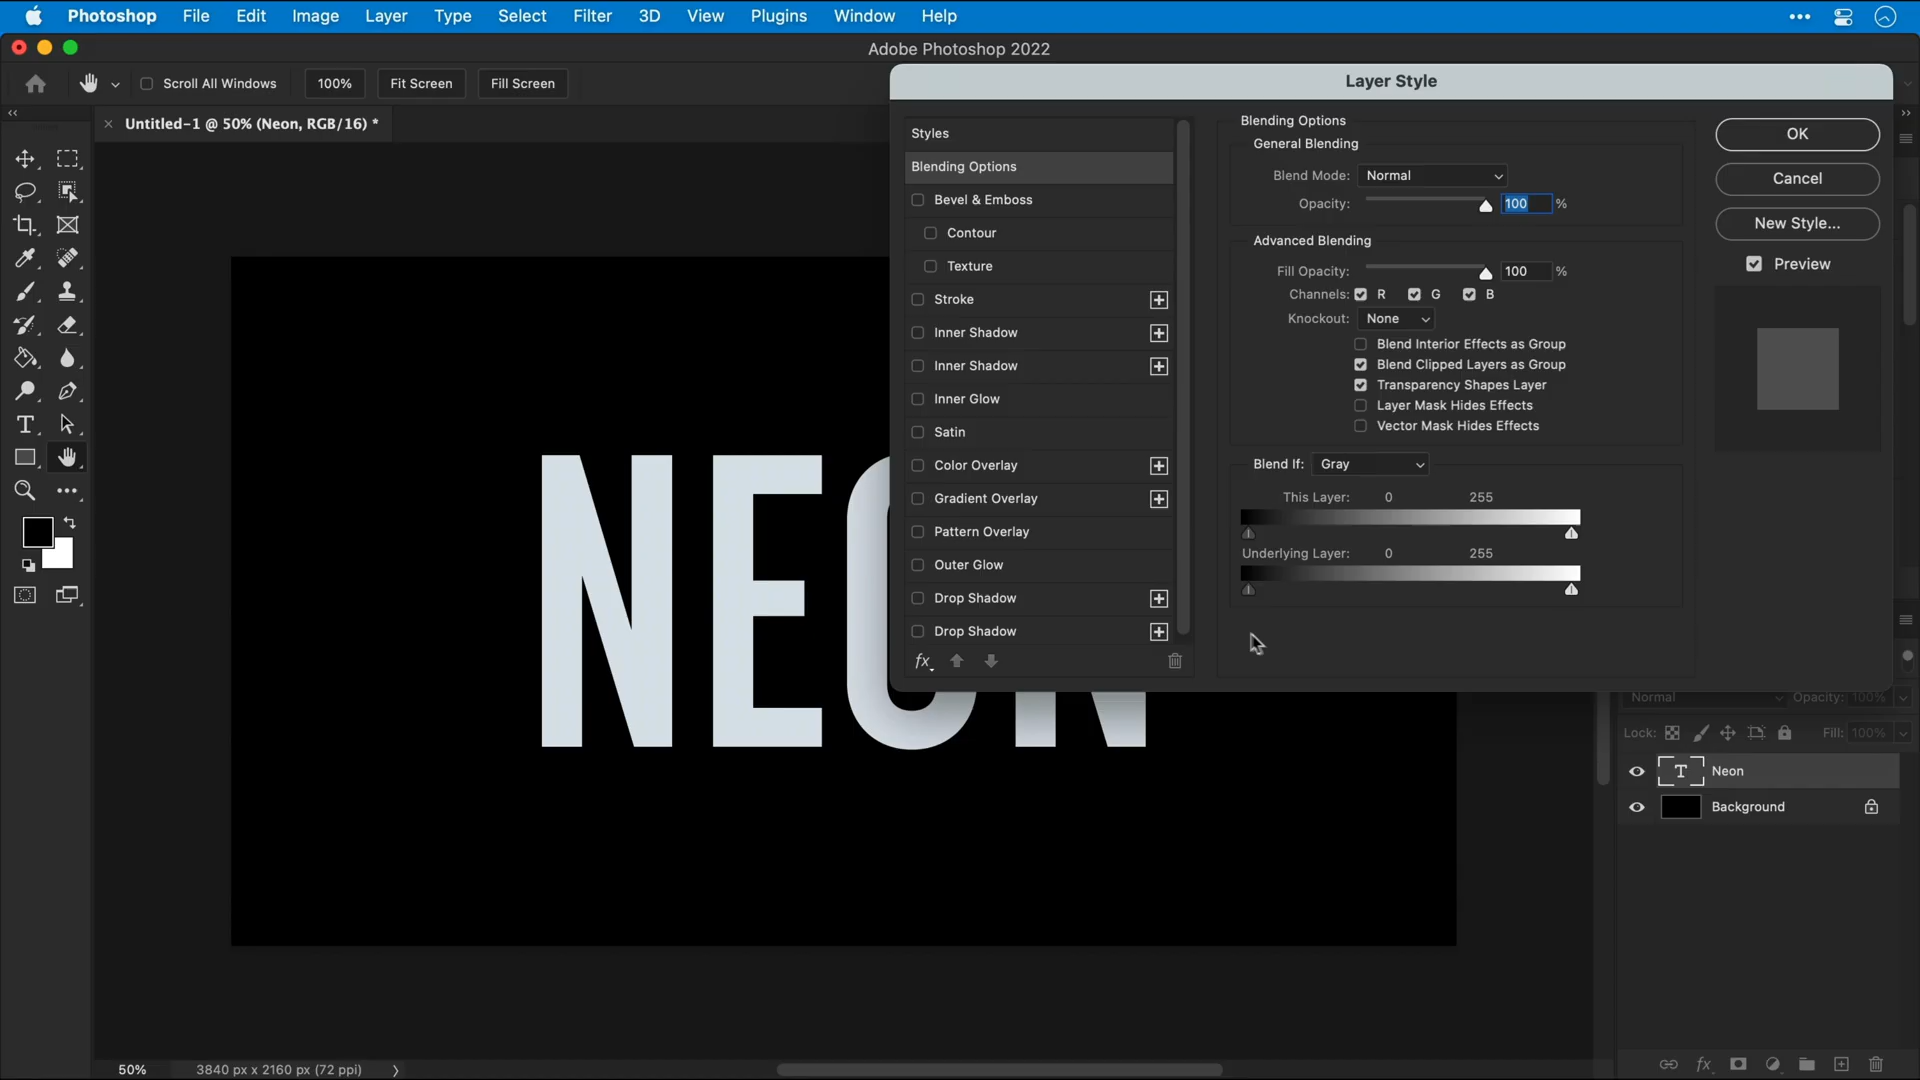 Photoshop File Edit Image Layer Type Select Filter 3D View Plugins Window Help
Adobe Photoshop 2022
Scroll All Windows 100% Fit Screen Fill Screen
Untitled-1 @ 50% (Neon, RGB/16) *
NEON
Layer Style
Styles
Blending Options
Bevel & Emboss
Contour
Texture
Stroke
Inner Shadow
Inner Shadow
Inner Glow
Satin
Color Overlay
Gradient Overlay
Pattern Overlay
Outer Glow
Drop Shadow
Drop Shadow
fx
Blending Options
General Blending
Blend Mode: Normal
Opacity: 100 %
Advanced Blending
Fill Opacity: 100 %
Channels: R G B
Knockout: None
Blend Interior Effects as Group
Blend Clipped Layers as Group
Transparency Shapes Layer
Layer Mask Hides Effects
Vector Mask Hides Effects
Blend If: Gray
This Layer: 0 255
Underlying Layer: 0 255
OK
Cancel
New Style...
Preview
Normal Opacity: 100%
Lock: Fill: 100%
T Neon
Background
fx
50% 3840 px x 2160 px (72 ppi)